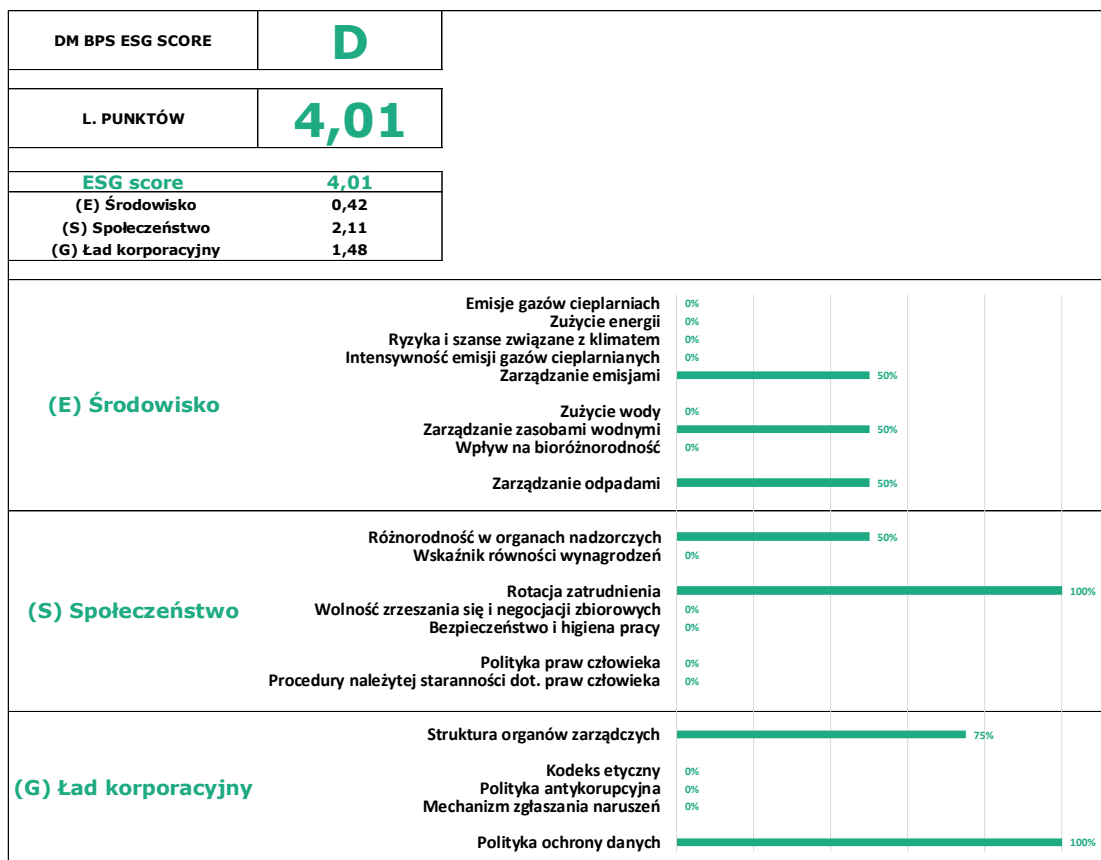 DM BPS ESG SCORE D
L. PUNKTÓW 4,01
ESG score 4,01
(E) Środowisko 0,42
(S) Społeczeństwo 2,11
(G) Ład korporacyjny 1,48
(E) Środowisko
Emisje gazów cieplarniach 0%
Zużycie energii 0%
Ryzyka i szanse związane z klimatem 0%
Intensywność emisji gazów cieplarnianych 0%
Zarządzanie emisjami 50%
Zużycie wody 0%
Zarządzanie zasobami wodnymi 50%
Wpływ na bioróżnorodność 0%
Zarządzanie odpadami 50%
(S) Społeczeństwo
Różnorodność w organach nadzorczych 50%
Wskaźnik równości wynagrodzeń 0%
Rotacja zatrudnienia 100%
Wolność zrzeszania się i negocjacji zbiorowych 0%
Bezpieczeństwo i higiena pracy 0%
Polityka praw człowieka 0%
Procedury należytej staranności dot. praw człowieka 0%
(G) Ład korporacyjny
Struktura organów zarządczych 75%
Kodeks etyczny 0%
Polityka antykorupcyjna 0%
Mechanizm zgłaszania naruszeń 0%
Polityka ochrony danych 100%